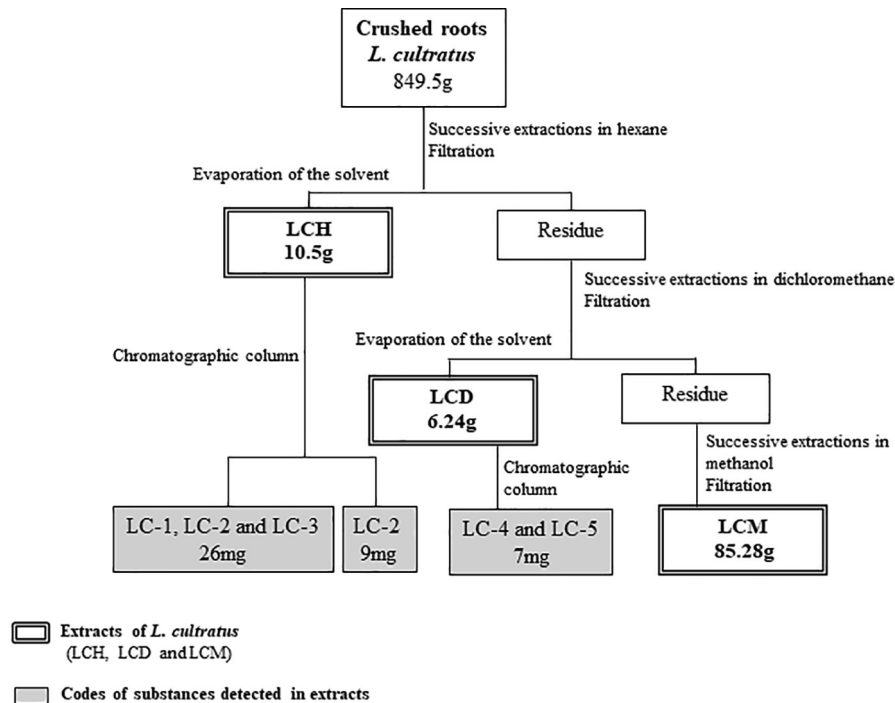 Crushed roots
L. cultratus
849.5g
Successive extractions in hexane
Filtration
Evaporation of the solvent
LCH
10.5g
Residue
Successive extractions in dichloromethane
Filtration
Chromatographic column
Evaporation of the solvent
LCD
6.24g
Residue
Chromatographic
column
Successive extractions in
methanol
Filtration
LC-1, LC-2 and LC-3
26mg
LC-2
9mg
LC-4 and LC-5
7mg
LCM
85.28g
Extracts of L. cultratus
(LCH, LCD and LCM)
Codes of substances detected in extracts